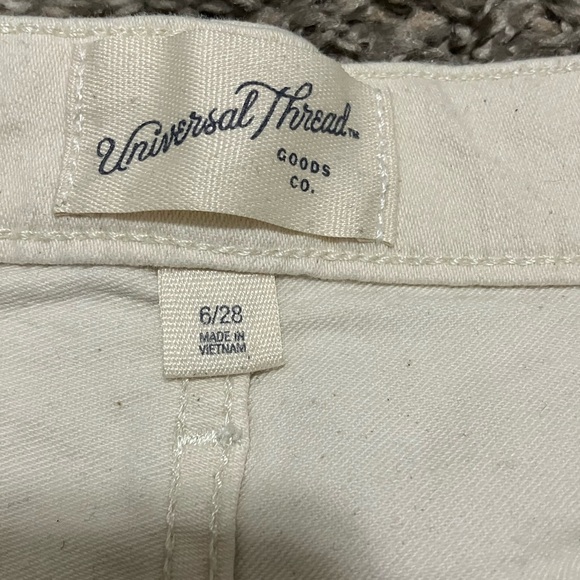 Universal Thread™
GOODS
CO.
6/28
MADE IN
VIETNAM